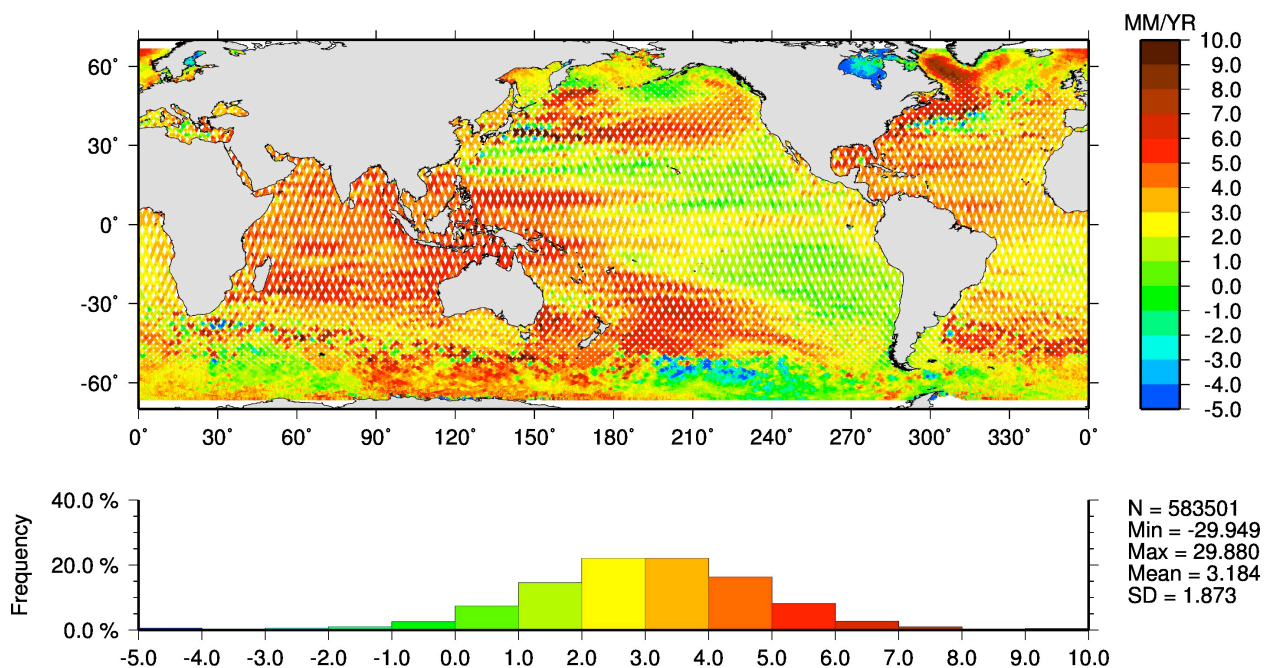 MM/YR
60° 30° 0° -30° -60°
10.0
9.0
8.0
7.0
6.0
5.0
4.0
3.0
2.0
1.0
0.0
-1.0
-2.0
-3.0
-4.0
-5.0
0° 30° 60° 90° 120° 150° 180° 210° 240° 270° 300° 330° 0°
Frequency
40.0 %
20.0 %
0.0 %
-5.0 -4.0 -3.0 -2.0 -1.0 0.0 1.0 2.0 3.0 4.0 5.0 6.0 7.0 8.0 9.0 10.0
N = 583501
Min = -29.949
Max = 29.880
Mean = 3.184
SD = 1.873